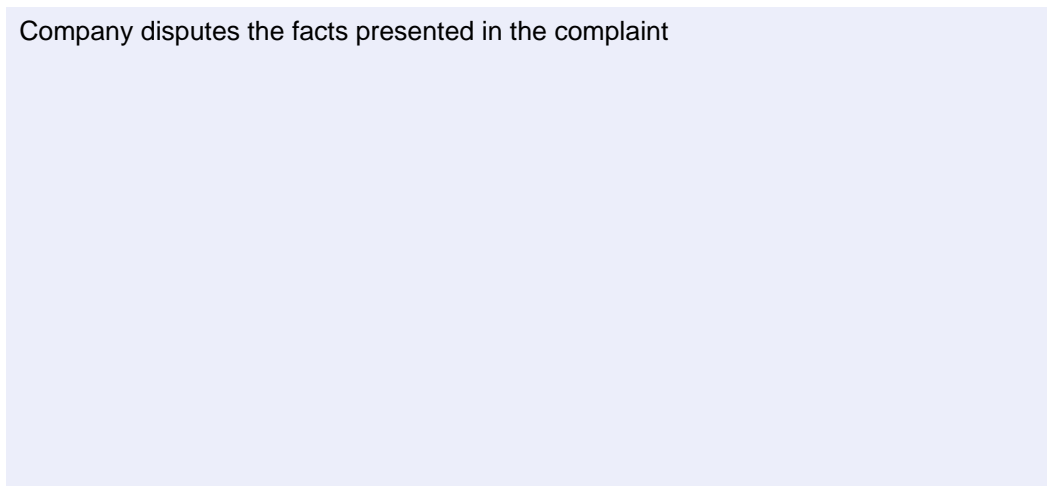 Company disputes the facts presented in the complaint